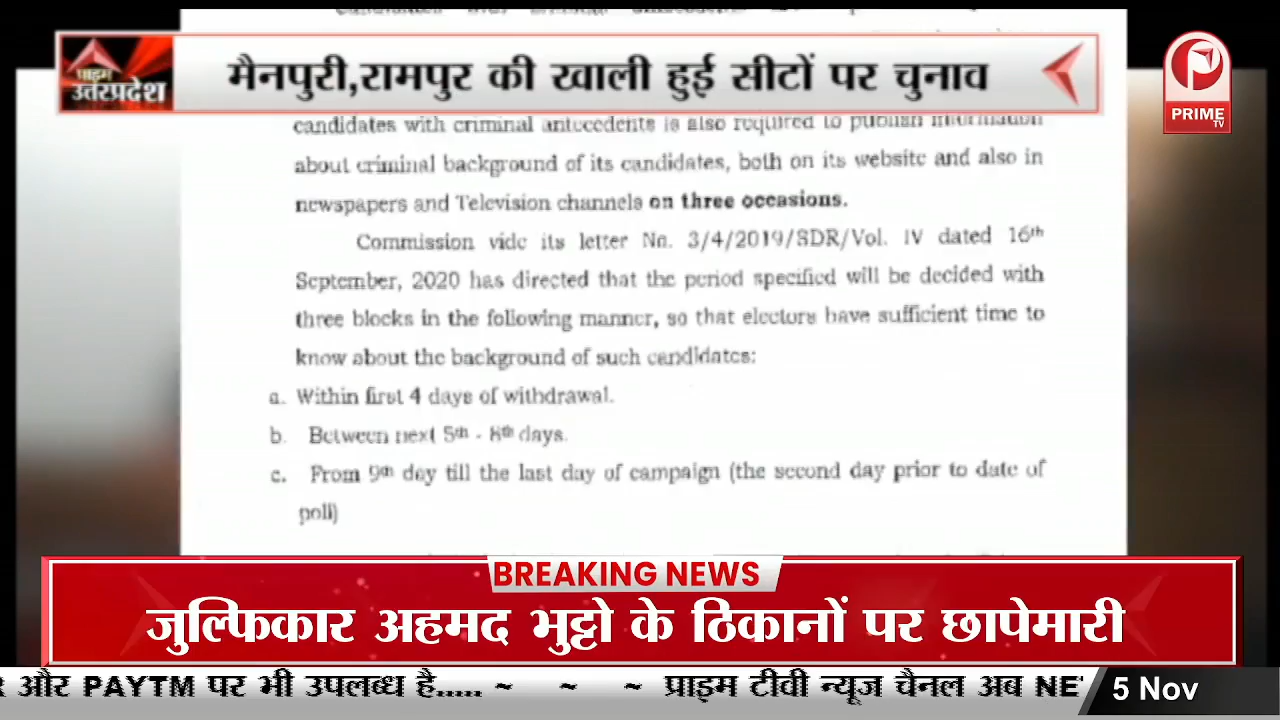 प्राइम
उत्तरप्रदेश
मैनपुरी,रामपुर की खाली हुई सीटों पर चुनाव
PRIME
TV
candidates with criminal antecedents is also required to publish information
about criminal background of its candidates, both on its website and also in
newspapers and Television channels on three occasions.
Commission vide its letter No. 3/4/2019/SDR/Vol. IV dated 16th
September, 2020 has directed that the period specified will be decided with
three blocks in the following manner, so that electors have sufficient time to
know about the background of such candidates:
a. Within first 4 days of withdrawal.
b. Between next 5th - 8th days.
c. From 9th day till the last day of campaign (the second day prior to date of
poll)
BREAKING NEWS
जुल्फिकार अहमद भुट्टो के ठिकानों पर छापेमारी
और PAYTM पर भी उपलब्ध है..... ~ ~ ~ प्राइम टीवी न्यूज चैनल अब NE
5 Nov